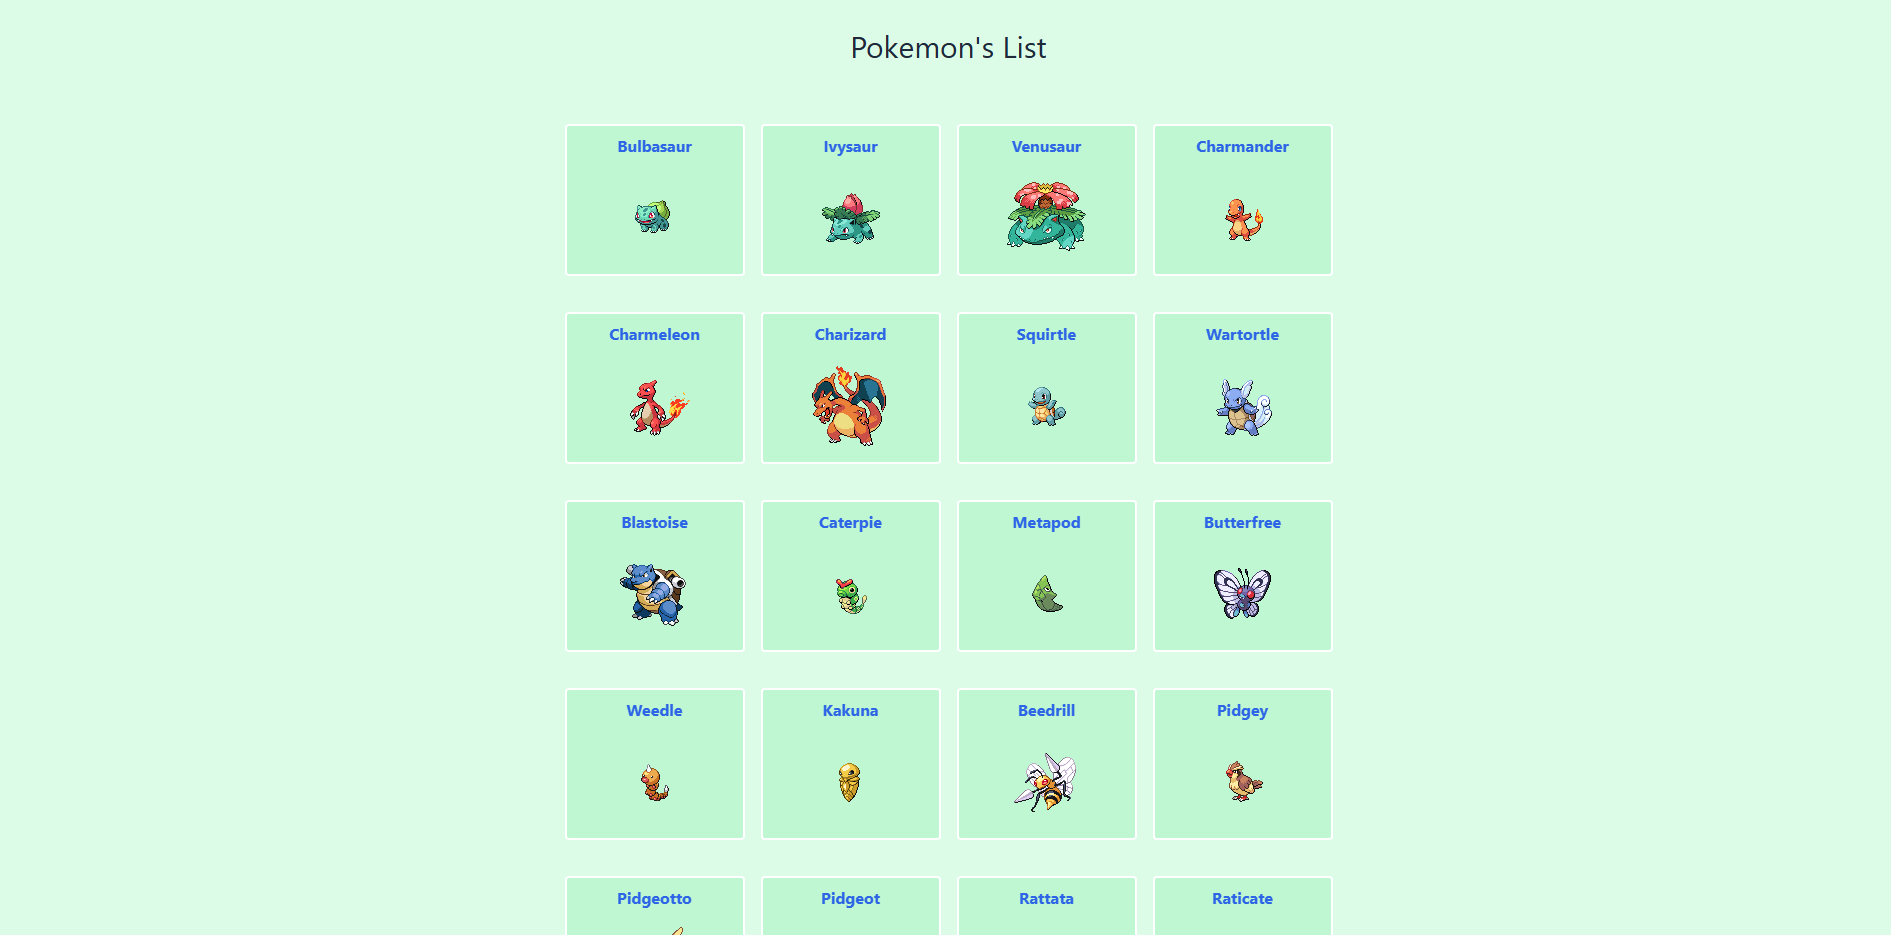 Pokemon's List
Bulbasaur Ivysaur Venusaur Charmander
Charmeleon Charizard Squirtle Wartortle
Blastoise Caterpie Metapod Butterfree
Weedle Kakuna Beedrill Pidgey
Pidgeotto Pidgeot Rattata Raticate